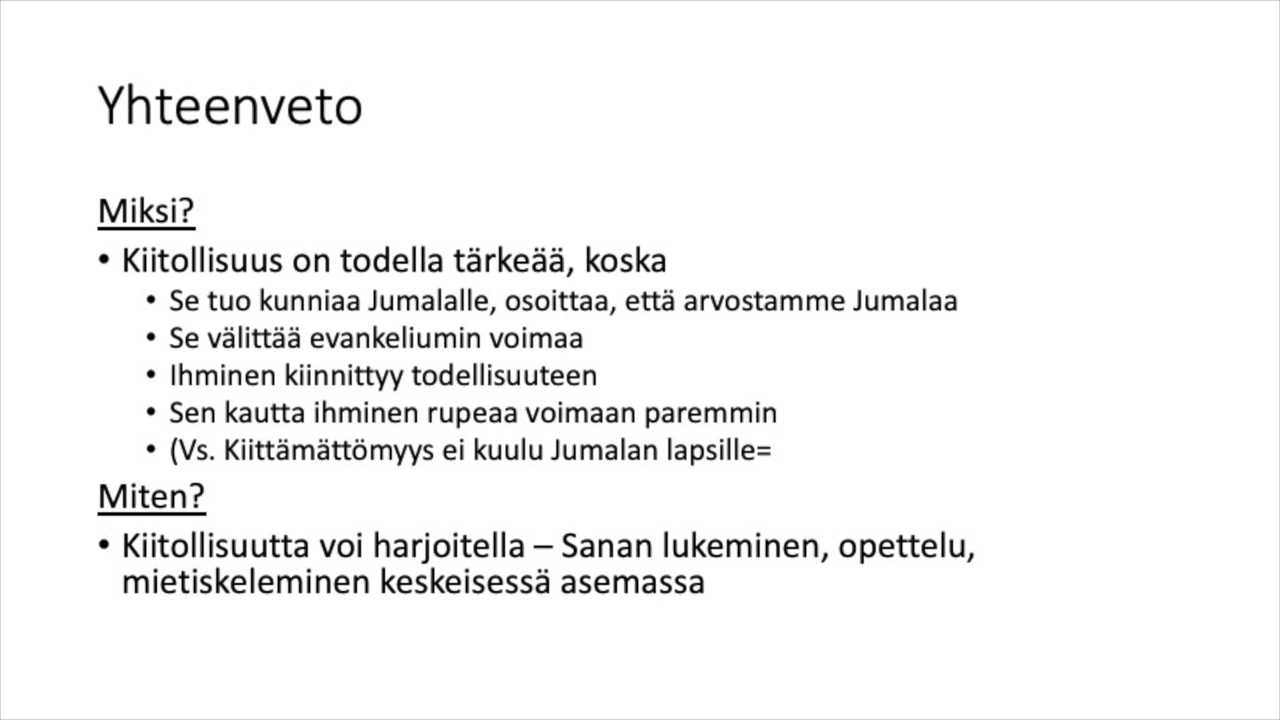 Yhteenveto
Miksi?
• Kiitollisuus on todella tärkeää, koska
• Se tuo kunniaa Jumalalle, osoittaa, että arvostamme Jumalaa
• Se välittää evankeliumin voimaa
• Ihminen kiinnittyy todellisuuteen
• Sen kautta ihminen rupeaa voimaan paremmin
• (Vs. Kiittämättömyys ei kuulu Jumalan lapsille=
Miten?
• Kiitollisuutta voi harjoitella – Sanan lukeminen, opettelu,
mietiskeleminen keskeisessä asemassa